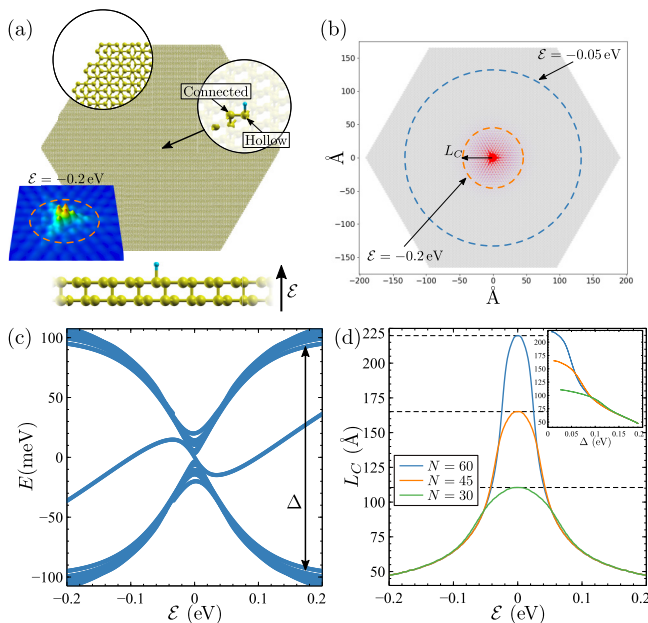 (a)
Connected
Hollow
ℰ = −0.2 eV
ℰ
(b)
150
100
50
0
−50
−100
−150
Å
ℰ = −0.05 eV
L_C
ℰ = −0.2 eV
−200 −150 −100 −50 0 50 100 150 200
Å
(c)
100
50
0
−50
−100
E(meV)
Δ
−0.2 −0.1 0 0.1 0.2
ℰ (eV)
(d)
225
200
175
150
125
100
75
50
L_C (Å)
N = 60
N = 45
N = 30
200
175
150
125
100
75
50
0 0.05 0.1 0.15 0.2
Δ (eV)
−0.2 −0.1 0 0.1 0.2
ℰ (eV)